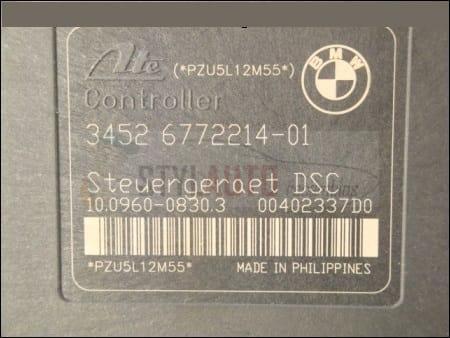 Ate (*PZU5L12M55*) BMW
Controller
3452 6772214-01
Steuergeraet DSC
10.0960-0830.3 00402337D0
*PZU5L12M55* MADE IN PHILIPPINES